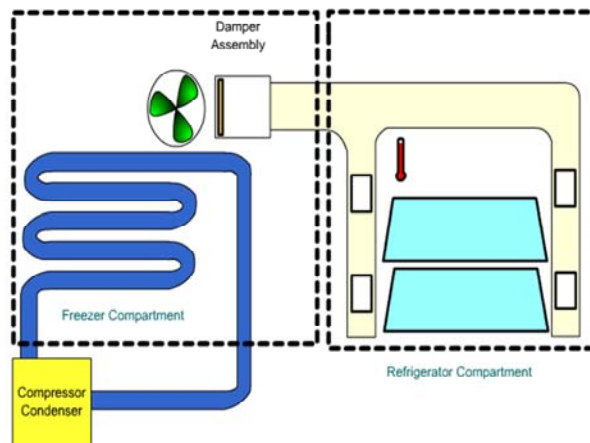 Damper
Assembly
Freezer Compartment
Refrigerator Compartment
Compressor
Condenser